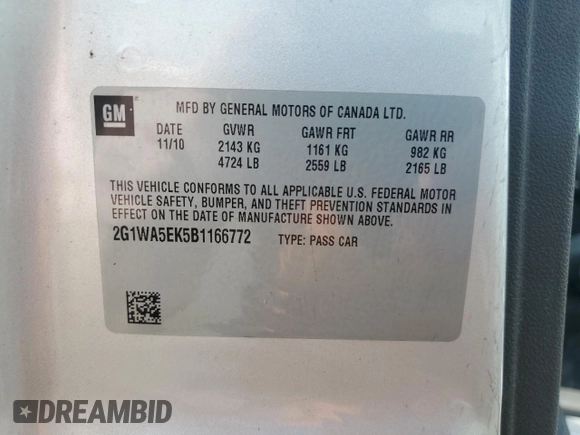 GM
MFD BY GENERAL MOTORS OF CANADA LTD.
DATE GVWR GAWR FRT GAWR RR
11/10 2143 KG 1161 KG 982 KG
4724 LB 2559 LB 2165 LB
THIS VEHICLE CONFORMS TO ALL APPLICABLE U.S. FEDERAL MOTOR
VEHICLE SAFETY, BUMPER, AND THEFT PREVENTION STANDARDS IN
EFFECT ON THE DATE OF MANUFACTURE SHOWN ABOVE.
2G1WA5EK5B1166772 TYPE: PASS CAR
DREAMBID